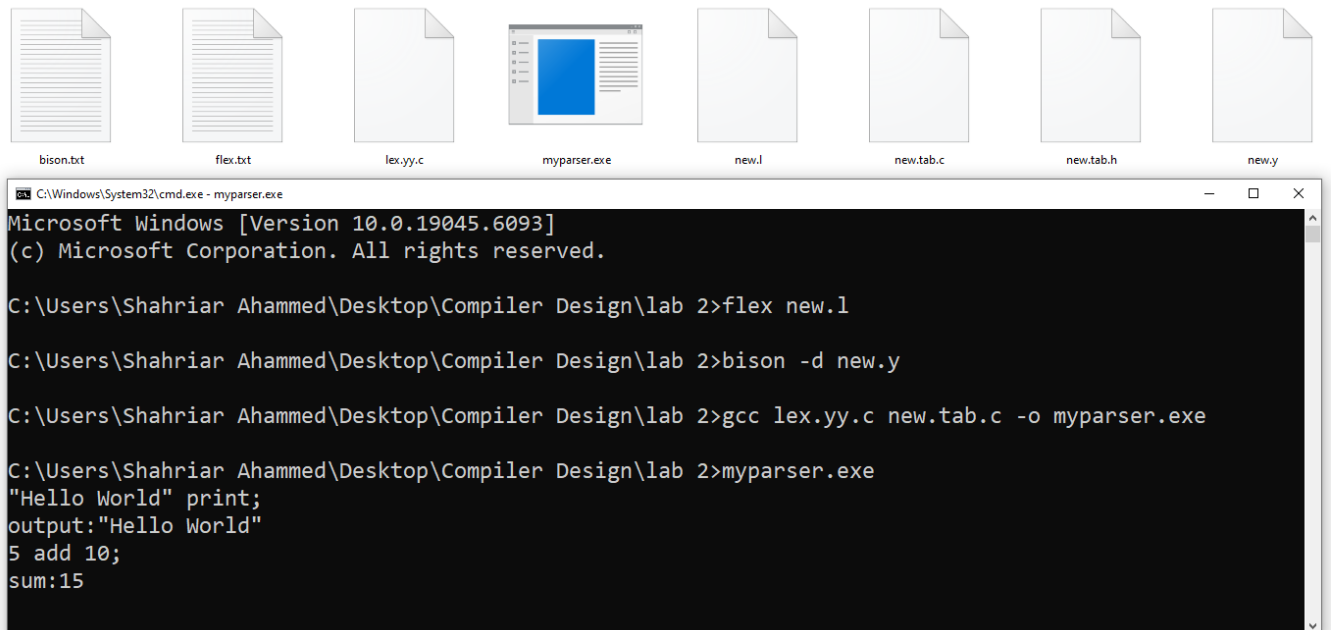 bison.txt
flex.txt
lex.yy.c
myparser.exe
new.l
new.tab.c
new.tab.h
new.y
C:\Windows\System32\cmd.exe - myparser.exe
Microsoft Windows [Version 10.0.19045.6093]
(c) Microsoft Corporation. All rights reserved.
C:\Users\Shahriar Ahammed\Desktop\Compiler Design\lab 2>flex new.l
C:\Users\Shahriar Ahammed\Desktop\Compiler Design\lab 2>bison -d new.y
C:\Users\Shahriar Ahammed\Desktop\Compiler Design\lab 2>gcc lex.yy.c new.tab.c -o myparser.exe
C:\Users\Shahriar Ahammed\Desktop\Compiler Design\lab 2>myparser.exe
"Hello World" print;
output:"Hello World"
5 add 10;
sum:15